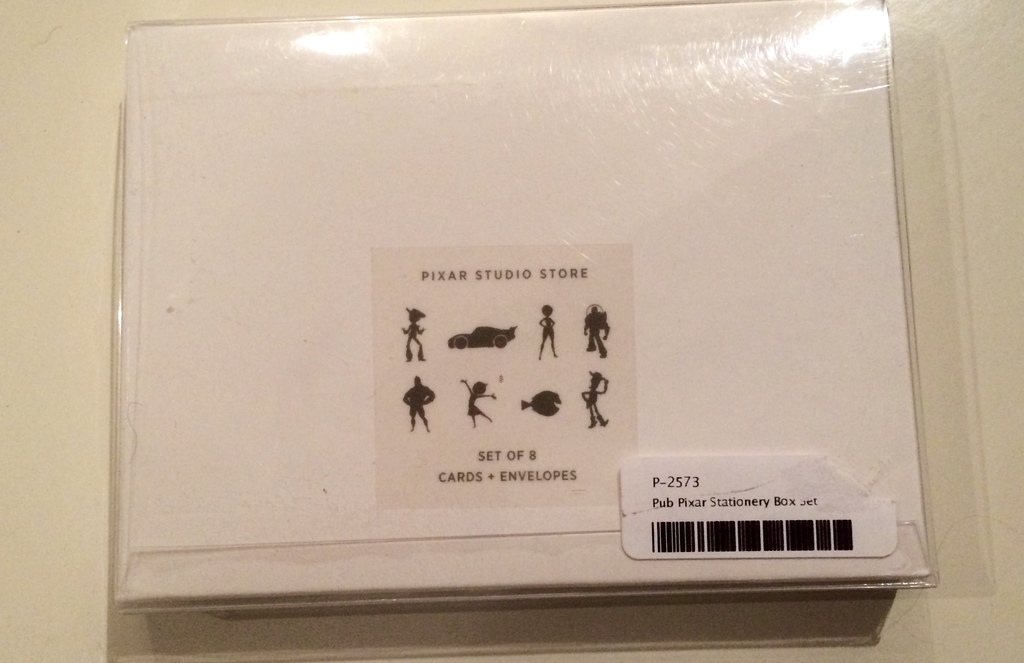 PIXAR STUDIO STORE
SET OF 8
CARDS + ENVELOPES
P-2573
Pub Pixar Stationery Box Set